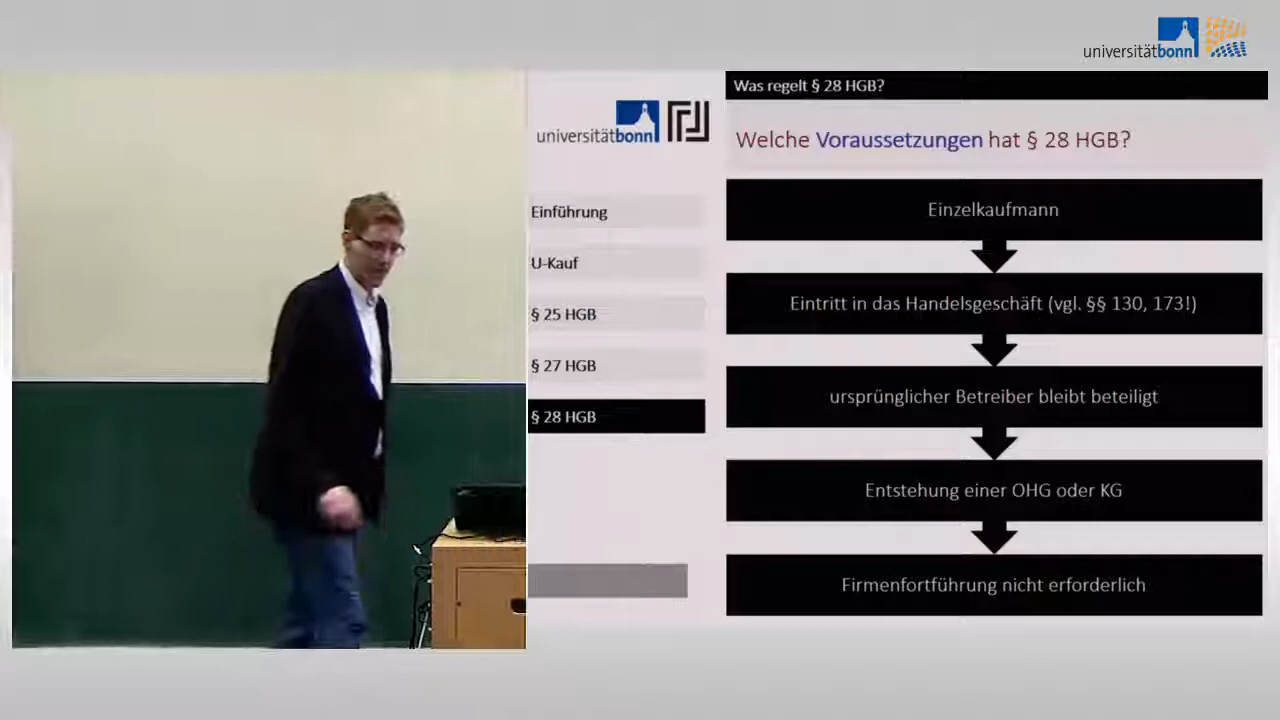 universitätbonn
Was regelt § 28 HGB?
universitätbonn
Welche Voraussetzungen hat § 28 HGB?
Einführung
U-Kauf
§ 25 HGB
§ 27 HGB
§ 28 HGB
Einzelkaufmann
Eintritt in das Handelsgeschäft (vgl. §§ 130, 173!)
ursprünglicher Betreiber bleibt beteiligt
Entstehung einer OHG oder KG
Firmenfortführung nicht erforderlich